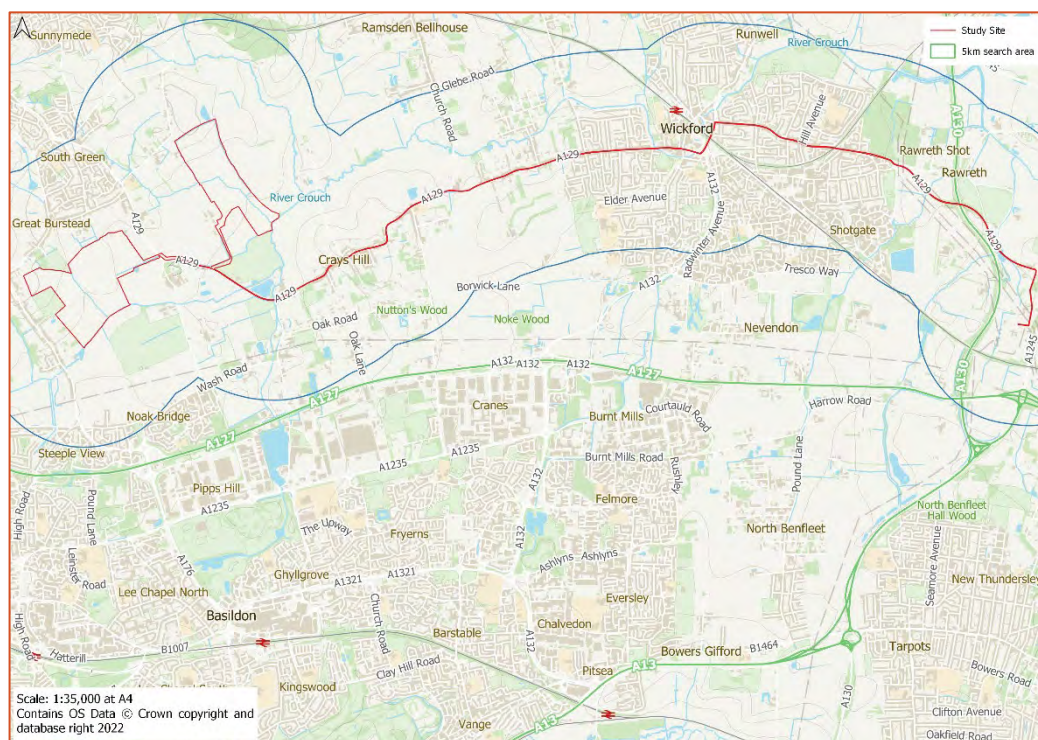 Sunnymede
Ramsden Bellhouse
Runwell
River Crouch
Study Site
5km search area
Glebe Road
Church Road
A130
Wickford
Hill Avenue
South Green
A129
Rawreth Shot
Rawreth
River Crouch
A129
A129
A132
Elder Avenue
Great Burstead
A129
A129
Radwinter Avenue
Shotgate
A129
Crays Hill
A129
A129
Borwick Lane
A132
Tresco Way
Nutton's Wood
Noke Wood
Oak Road
Nevendon
Oak Lane
A1245
Wash Road
A132
A132
A132
A127
A130
A127
Noak Bridge
Cranes
Courtauld Road
Harrow Road
Burnt Mills
A127
Steeple View
A1235
Burnt Mills Road
Rushley
Pound Lane
A132
Pipps Hill
A1235
Felmore
High Road
Pound Lane
The Upway
Fryerns
A132
North Benfleet
North Benfleet
Hall Wood
Leinster Road
A176
Ashlyns
Ashlyns
Seamore Avenue
Ghyllgrove
A1321
A1321
New Thundersley
Lee Chapel North
Eversley
High Road
Basildon
Church Road
Chalvedon
Barstable
A132
Hatterill
B1007
Bowers Gifford
B1464
Tarpots
Clay Hill Road
Pitsea
A13
Bowers Road
Kingswood
A130
Vange
A13
Clifton Avenue
Oakfield Road
Scale: 1:35,000 at A4
Contains OS Data © Crown copyright and
database right 2022